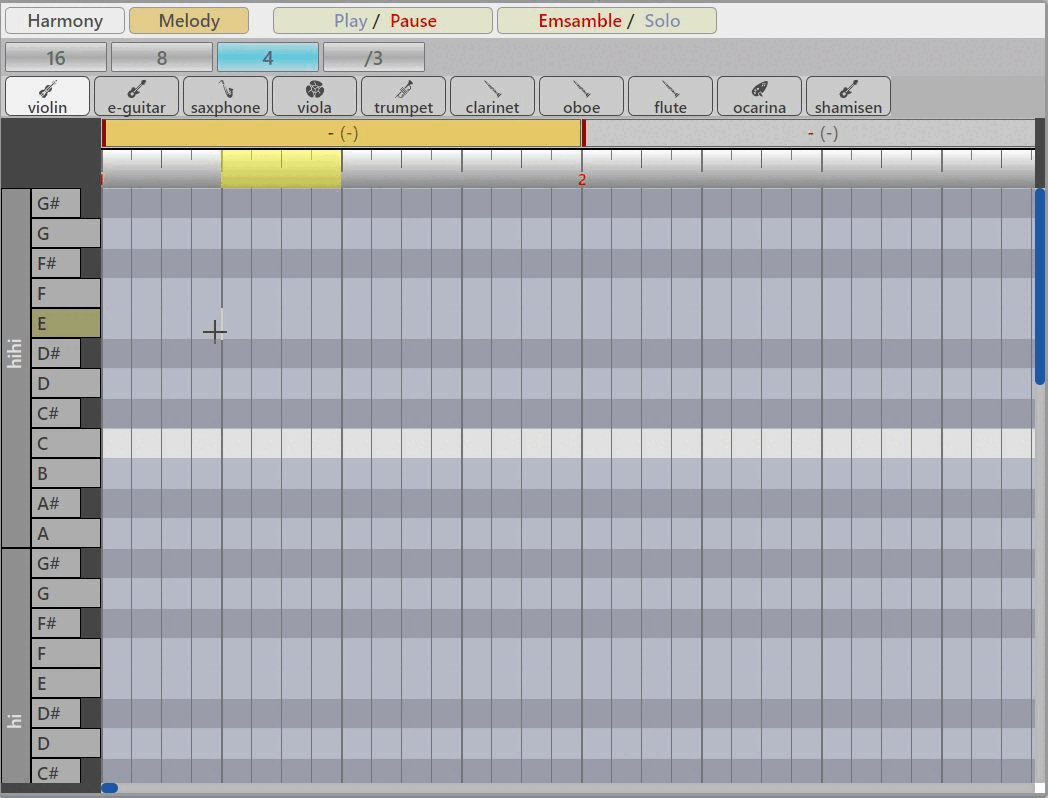 Harmony Melody Play / Pause Emsamble / Solo
16 8 4 /3
violin e-guitar saxphone viola trumpet clarinet oboe flute ocarina shamisen
- (-) - (-)
2
hihi
G#
G
F#
F
E
D#
D
C#
C
B
A#
A
hi
G#
G
F#
F
E
D#
D
C#